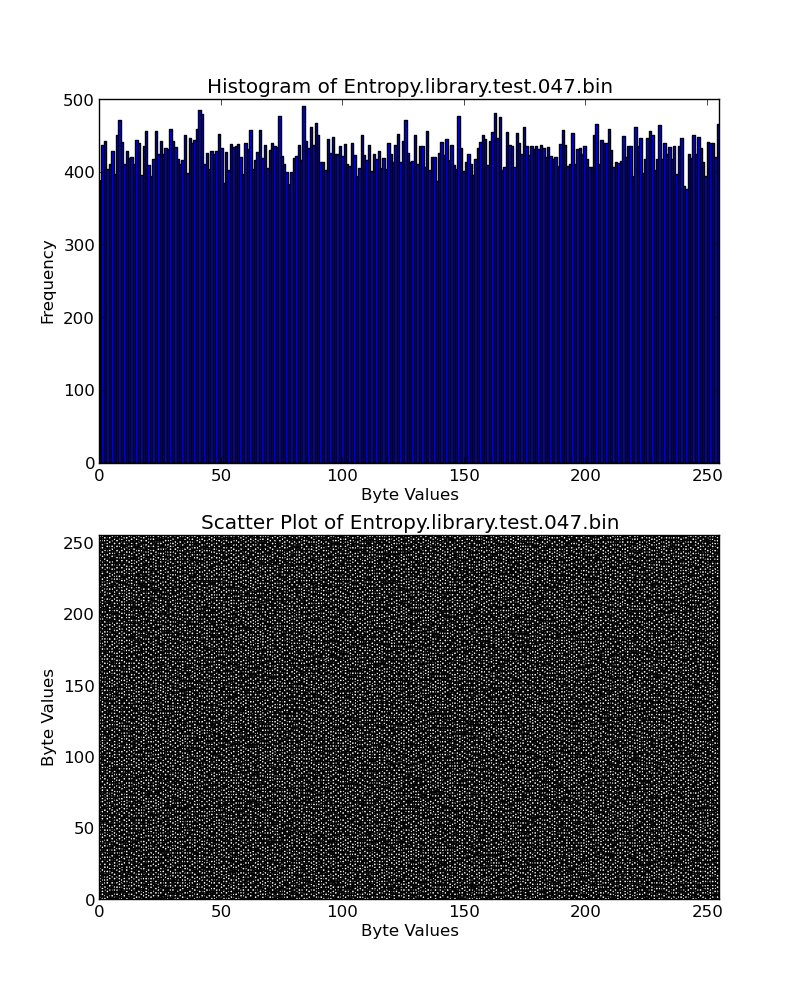 Histogram of Entropy.library.test.047.bin
500
400
300
200
100
0
Frequency
0 50 100 150 200 250
Byte Values
Scatter Plot of Entropy.library.test.047.bin
250
200
150
100
50
0
Byte Values
0 50 100 150 200 250
Byte Values